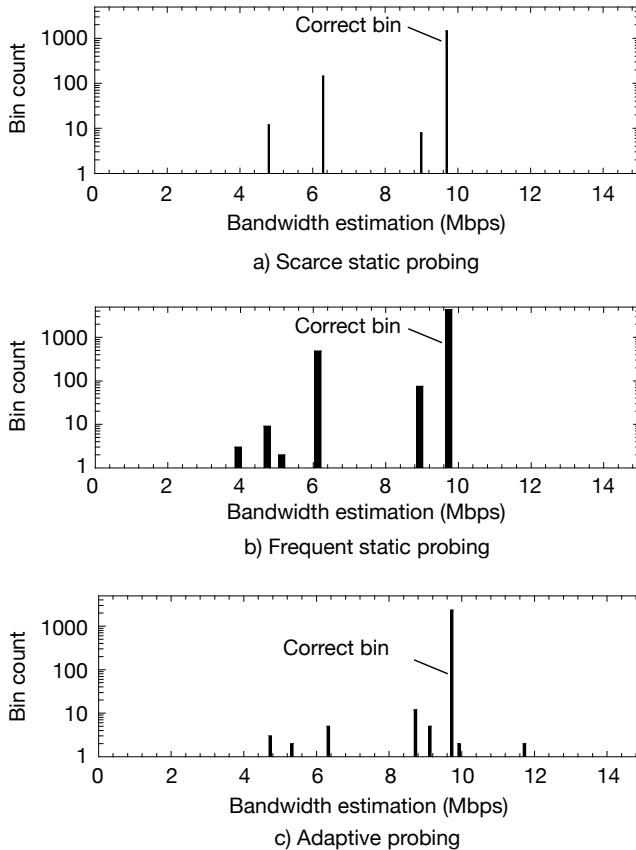 Correct bin
1000
100
10
1
Bin count
0 2 4 6 8 10 12 14
Bandwidth estimation (Mbps)
a) Scarce static probing
Correct bin
1000
100
10
1
Bin count
0 2 4 6 8 10 12 14
Bandwidth estimation (Mbps)
b) Frequent static probing
Correct bin
1000
100
10
1
Bin count
0 2 4 6 8 10 12 14
Bandwidth estimation (Mbps)
c) Adaptive probing